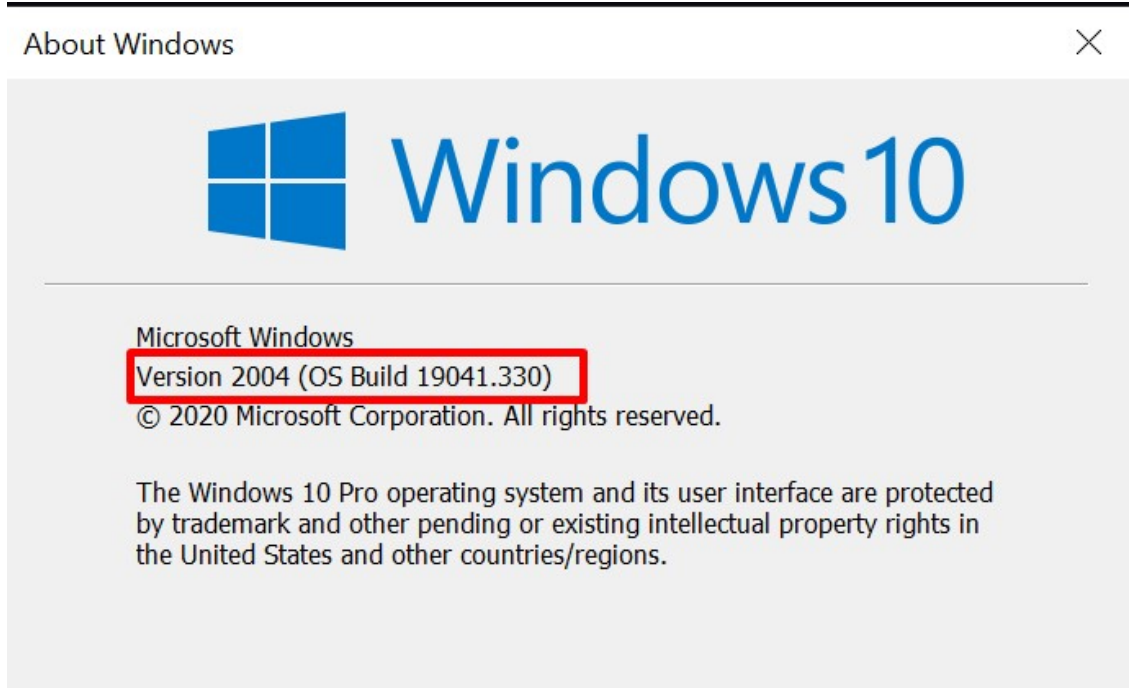 About Windows
Windows 10
Microsoft Windows
Version 2004 (OS Build 19041.330)
© 2020 Microsoft Corporation. All rights reserved.
The Windows 10 Pro operating system and its user interface are protected
by trademark and other pending or existing intellectual property rights in
the United States and other countries/regions.